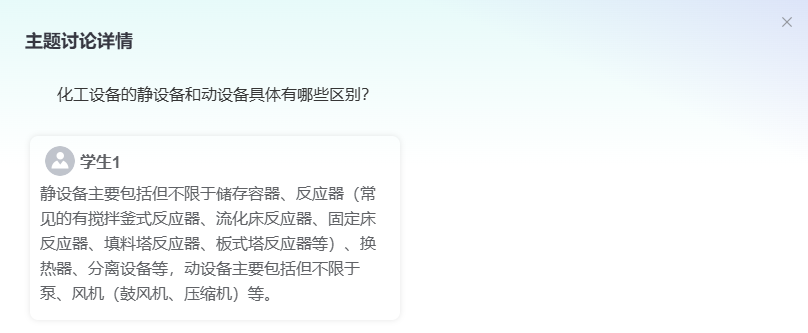 主题讨论详情
化工设备的静设备和动设备具体有哪些区别？
学生1
静设备主要包括但不限于储存容器、反应器（常
见的有搅拌釜式反应器、流化床反应器、固定床
反应器、填料塔反应器、板式塔反应器等）、换
热器、分离设备等，动设备主要包括但不限于
泵、风机（鼓风机、压缩机）等。